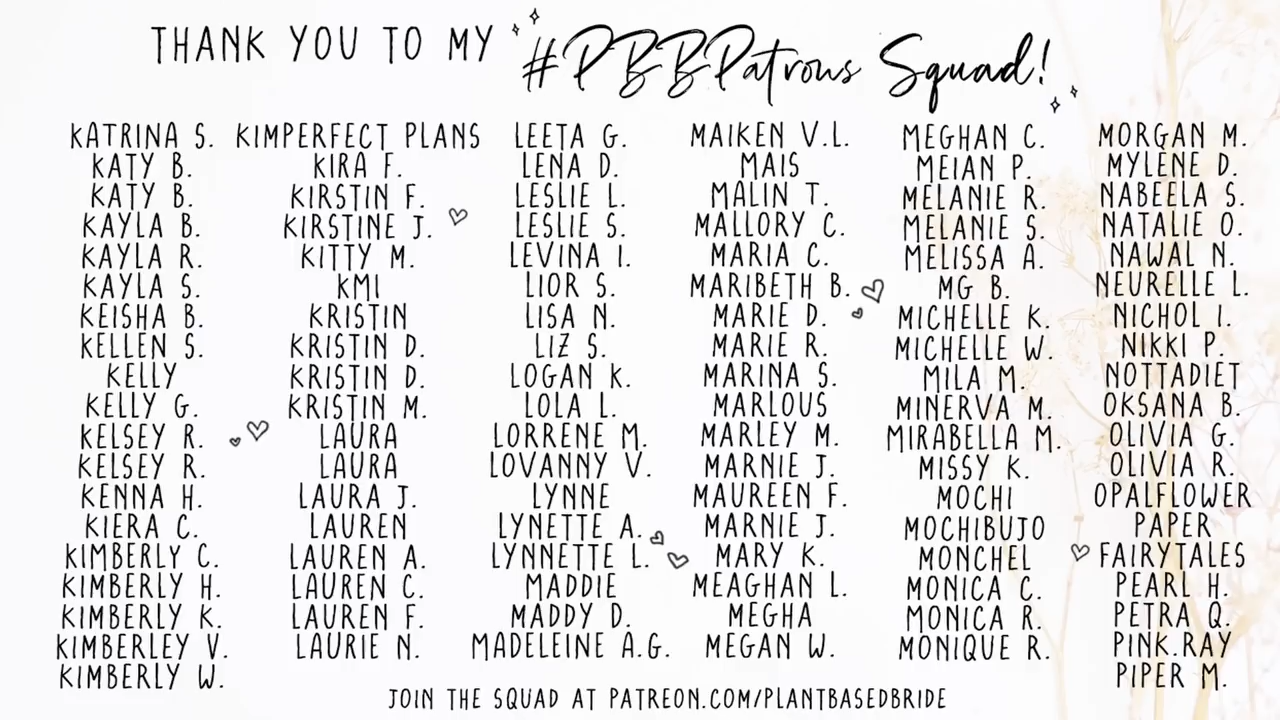 THANK YOU TO MY #PBBPatrons Squad!
KATRINA S.
KATY B.
KATY B.
KAYLA B.
KAYLA R.
KAYLA S.
KEISHA B.
KELLEN S.
KELLY
KELLY G.
KELSEY R.
KELSEY R.
KENNA H.
KIERA C.
KIMBERLY C.
KIMBERLY H.
KIMBERLY K.
KIMBERLEY V.
KIMBERLY W.
KIMPERFECT PLANS
KIRA F.
KIRSTIN F.
KIRSTINE J.
KITTY M.
KMI
KRISTIN
KRISTIN D.
KRISTIN D.
KRISTIN M.
LAURA
LAURA
LAURA J.
LAUREN
LAUREN A.
LAUREN C.
LAUREN F.
LAURIE N.
LEETA G.
LENA D.
LESLIE L.
LESLIE S.
LEVINA I.
LIOR S.
LISA N.
LIZ S.
LOGAN K.
LOLA L.
LORRENE M.
LOVANNY V.
LYNNE
LYNETTE A.
LYNNETTE L.
MADDIE
MADDY D.
MADELEINE A.G.
MAIKEN V.L.
MAIS
MALIN T.
MALLORY C.
MARIA C.
MARIBETH B.
MARIE D.
MARIE R.
MARINA S.
MARLOUS
MARLEY M.
MARNIE J.
MAUREEN F.
MARNIE J.
MARY K.
MEAGHAN L.
MEGHA
MEGAN W.
MEGHAN C.
MEIAN P.
MELANIE R.
MELANIE S.
MELISSA A.
MG B.
MICHELLE K.
MICHELLE W.
MILA M.
MINERVA M.
MIRABELLA M.
MISSY K.
MOCHI
MOCHIBUJO
MONCHEL
MONICA C.
MONICA R.
MONIQUE R.
MORGAN M.
MYLENE D.
NABEELA S.
NATALIE O.
NAWAL N.
NEURELLE L.
NICHOL I.
NIKKI P.
NOTTADIET
OKSANA B.
OLIVIA G.
OLIVIA R.
OPALFLOWER
PAPER
FAIRYTALES
PEARL H.
PETRA Q.
PINK.RAY
PIPER M.
JOIN THE SQUAD AT PATREON.COM/PLANTBASEDBRIDE